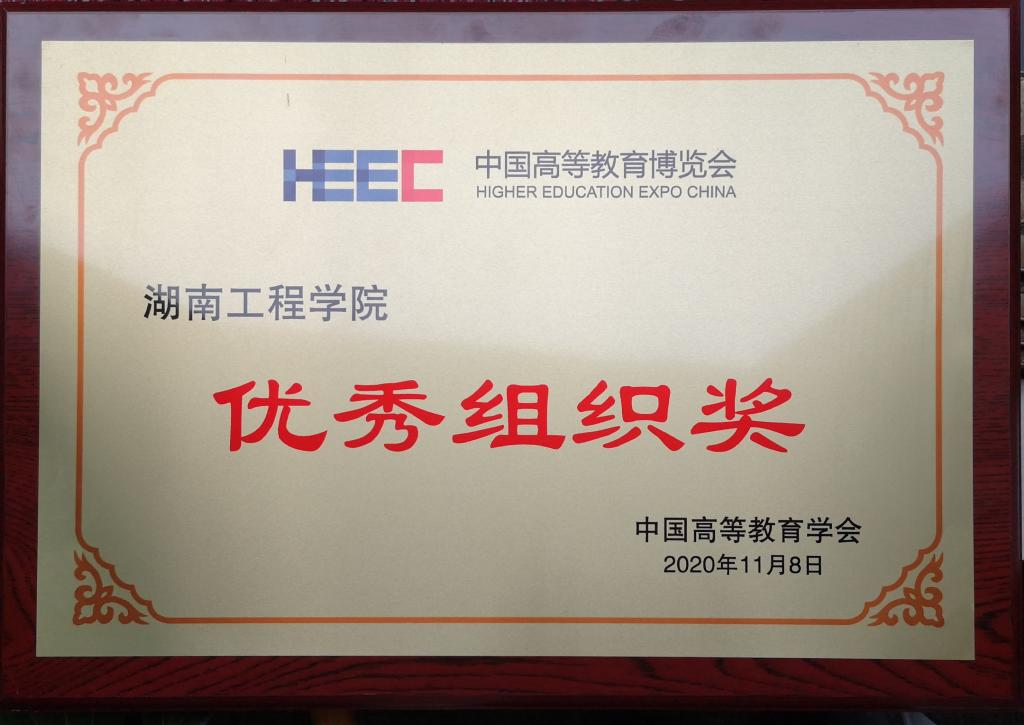 HEEC 中国高等教育博览会
HIGHER EDUCATION EXPO CHINA
湖南工程学院
优秀组织奖
中国高等教育学会
2020年11月8日